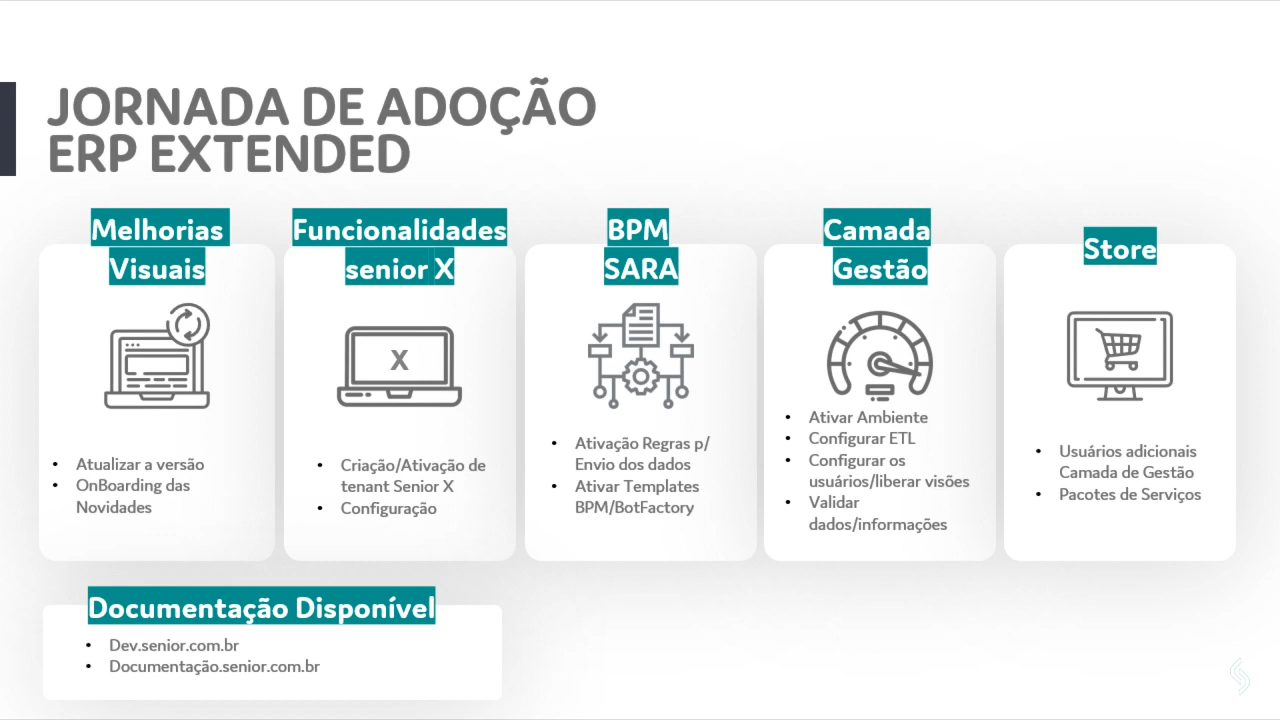 JORNADA DE ADOÇÃO
ERP EXTENDED
Melhorias
Visuais
• Atualizar a versão
• OnBoarding das
Novidades
Funcionalidades
senior X
X
• Criação/Ativação de
tenant Senior X
• Configuração
BPM
SARA
• Ativação Regras p/
Envio dos dados
• Ativar Templates
BPM/BotFactory
Camada
Gestão
• Ativar Ambiente
• Configurar ETL
• Configurar os
usuários/liberar visões
• Validar
dados/informações
Store
• Usuários adicionais
Camada de Gestão
• Pacotes de Serviços
Documentação Disponível
• Dev.senior.com.br
• Documentação.senior.com.br